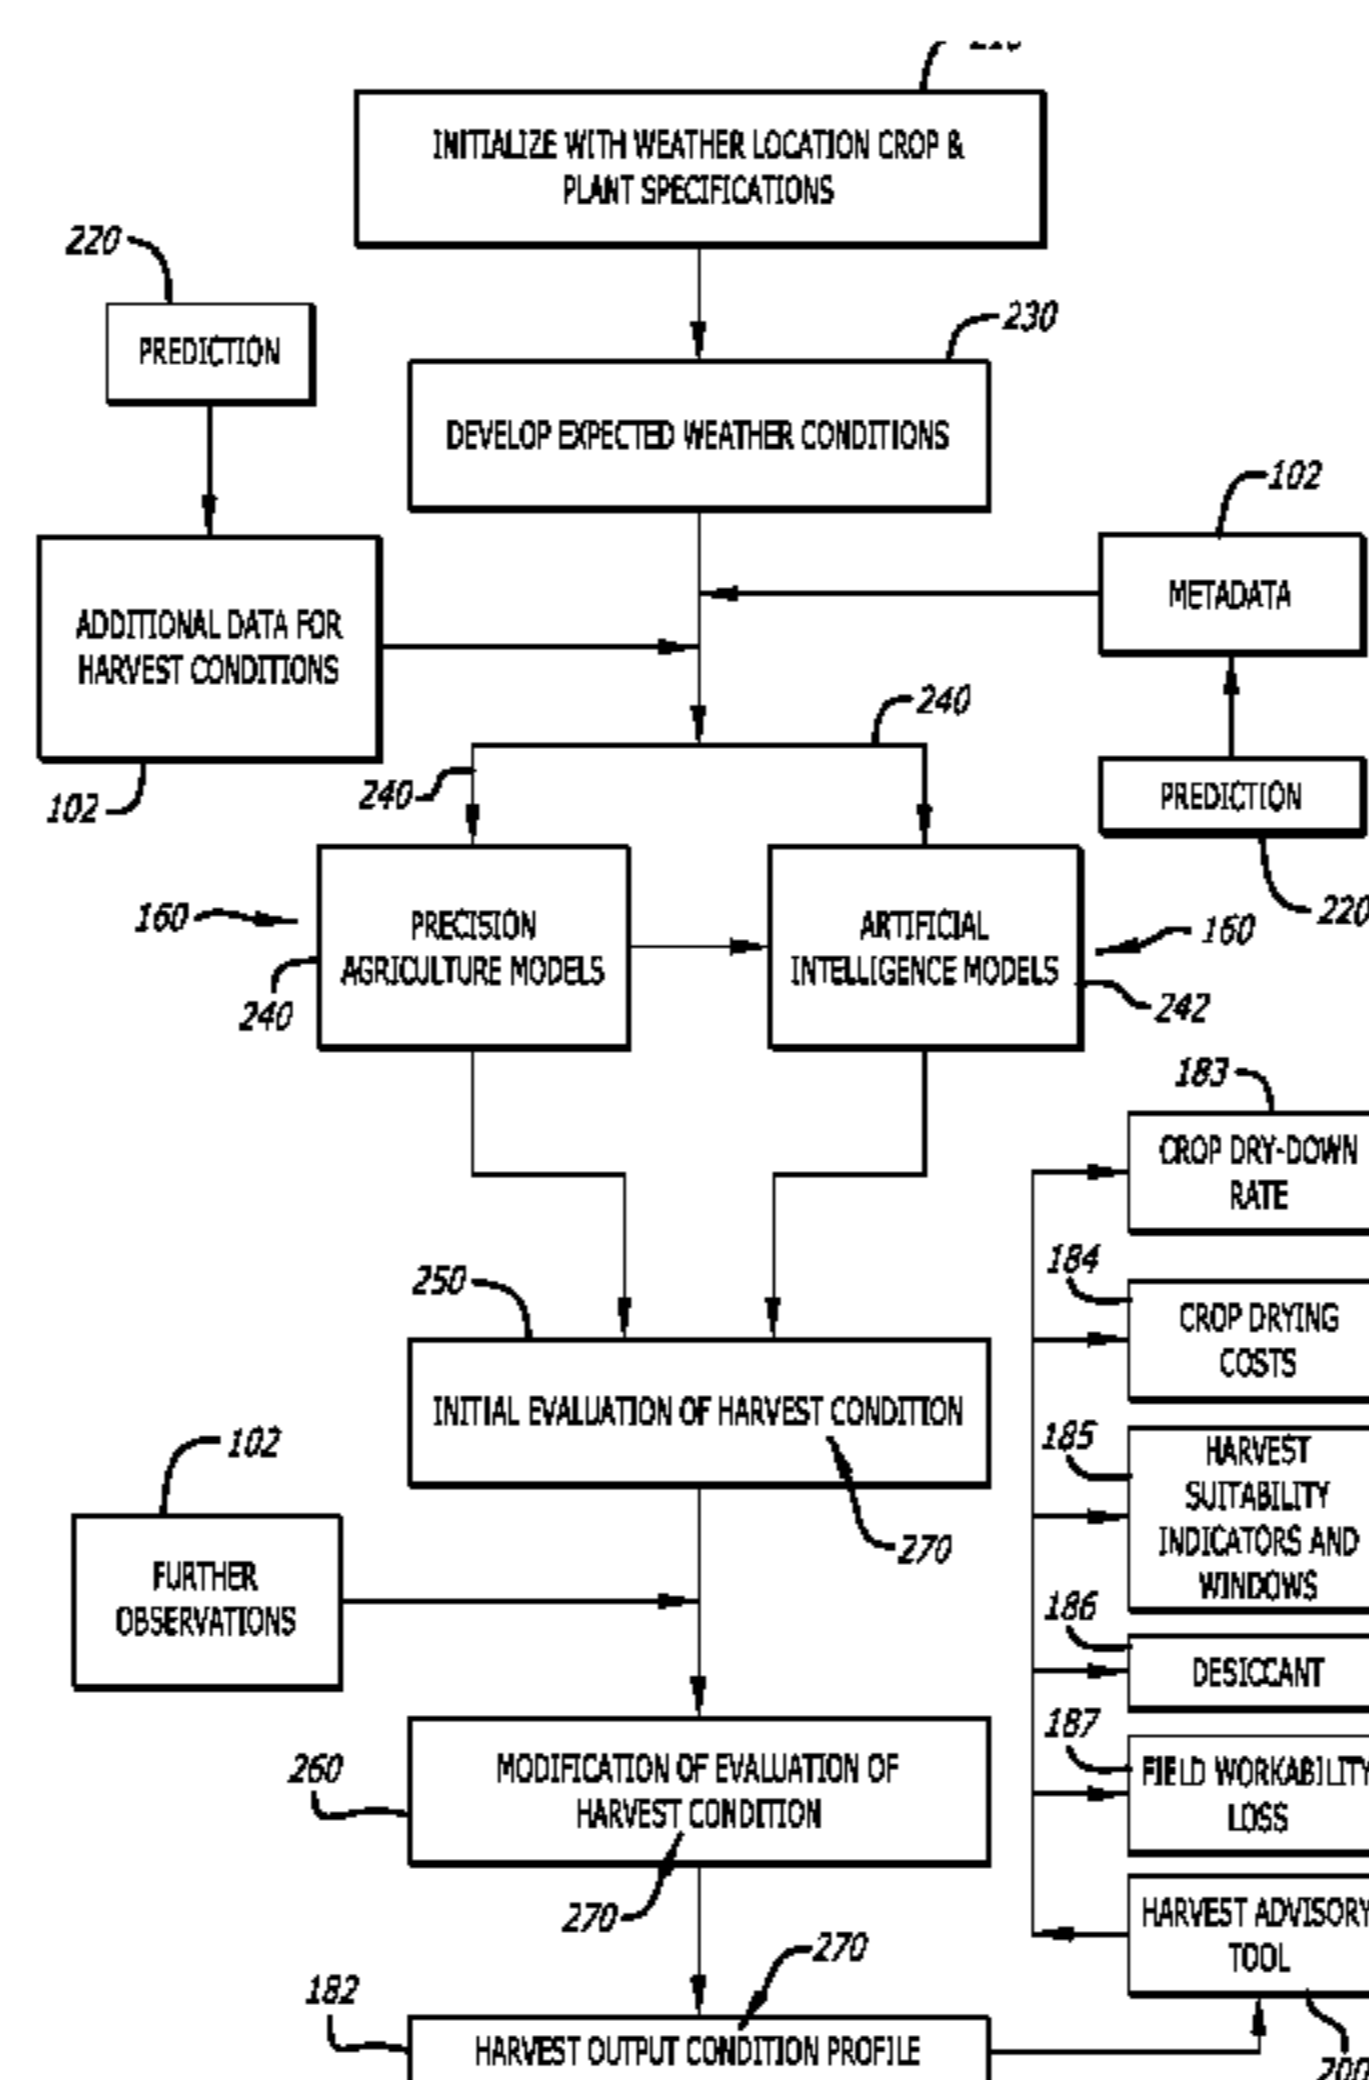 INITIALIZE WITH WEATHER LOCATION CROP &
PLANT SPECIFICATIONS
220
PREDICTION
230
DEVELOP EXPECTED WEATHER CONDITIONS
102
METADATA
ADDITIONAL DATA FOR
HARVEST CONDITIONS
102
240
240
PREDICTION
220
160
PRECISION
AGRICULTURE MODELS
240
ARTIFICIAL
INTELLIGENCE MODELS
160
242
183
CROP DRY-DOWN
RATE
184
CROP DRYING
COSTS
250
INITIAL EVALUATION OF HARVEST CONDITION
270
185
HARVEST
SUITABILITY
INDICATORS AND
WINDOWS
102
FURTHER
OBSERVATIONS
186
DESICCANT
187
FIELD WORKABILITY
LOSS
260
MODIFICATION OF EVALUATION OF
HARVEST CONDITION
270
HARVEST ADVISORY
TOOL
200
270
182
HARVEST OUTPUT CONDITION PROFILE